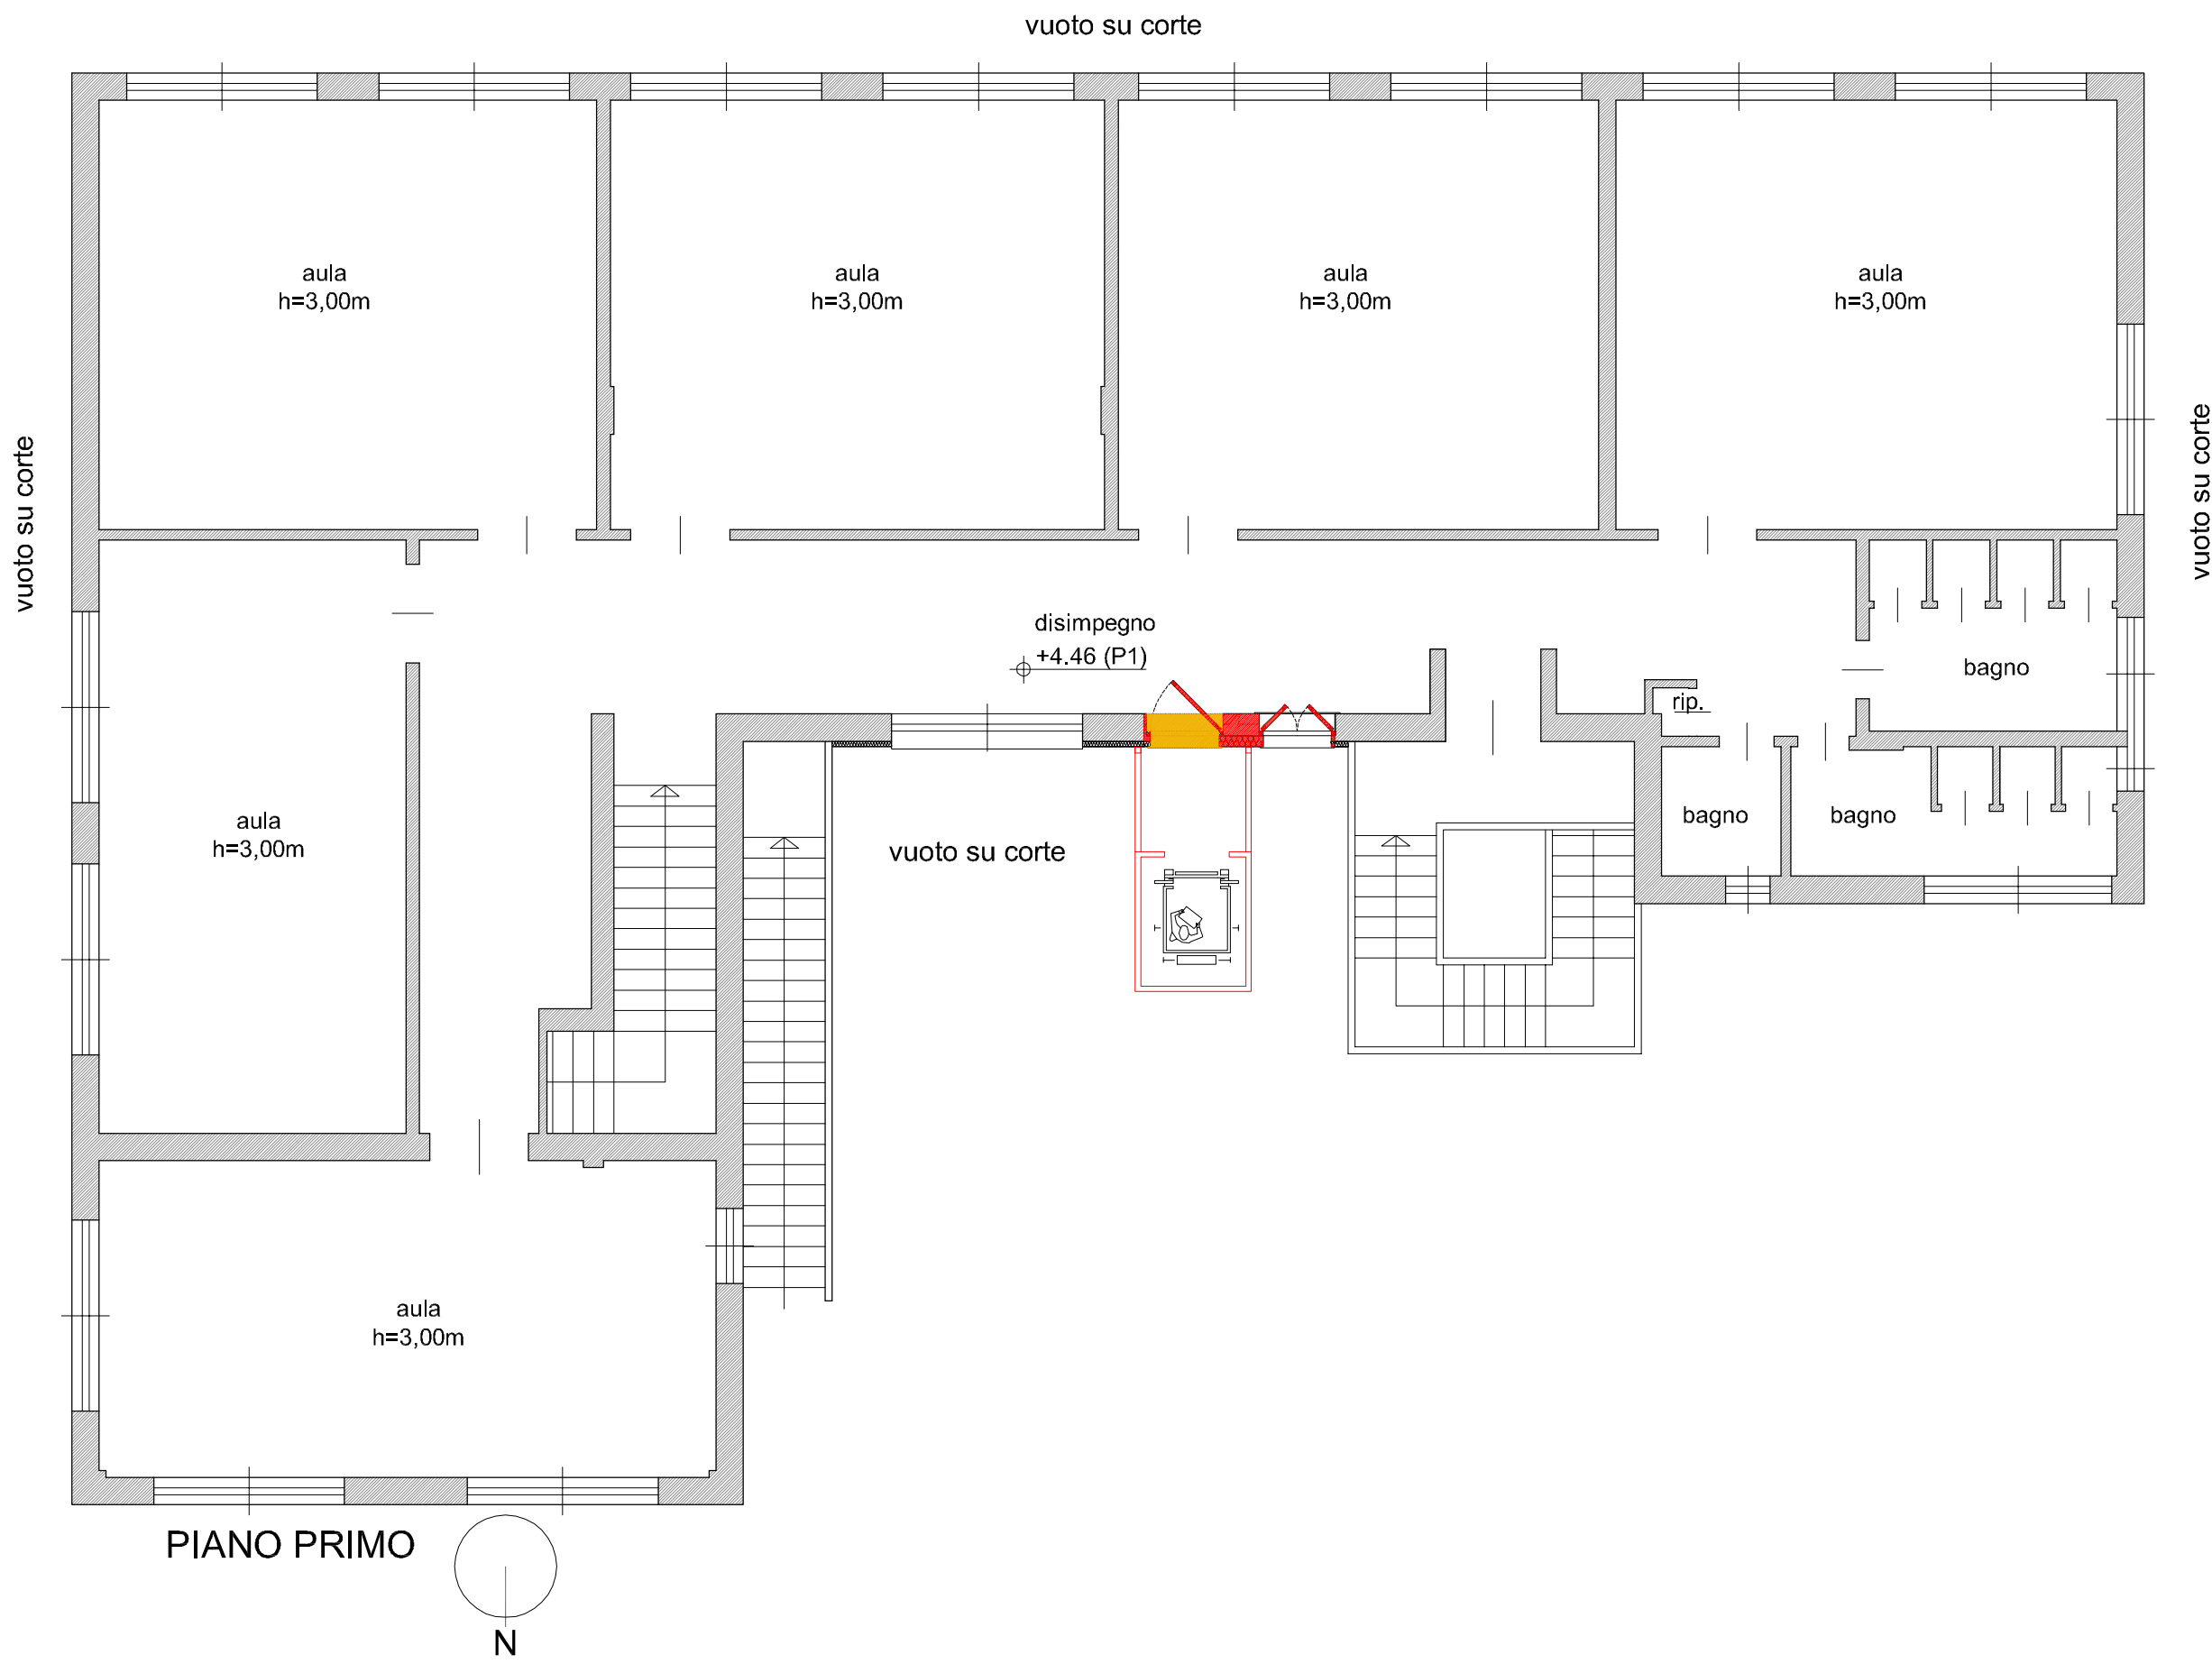 vuoto su corte
aula
h=3,00m
aula
h=3,00m
aula
h=3,00m
aula
h=3,00m
vuoto su corte
vuoto su corte
disimpegno
+4.46 (P1)
bagno
rip.
aula
h=3,00m
vuoto su corte
bagno
bagno
aula
h=3,00m
PIANO PRIMO
N